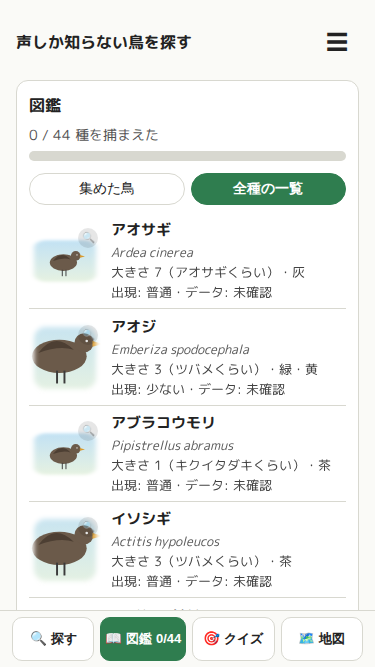 声しか知らない鳥を探す
図鑑
0 / 44 種を捕まえた
集めた鳥
全種の一覧
アオサギ
Ardea cinerea
大きさ 7（アオサギくらい）・灰
出現: 普通・データ: 未確認
アオジ
Emberiza spodocephala
大きさ 3（ツバメくらい）・緑・黄
出現: 少ない・データ: 未確認
アブラコウモリ
Pipistrellus abramus
大きさ 1（キクイタダキくらい）・茶
出現: 普通・データ: 未確認
イソシギ
Actitis hypoleucos
大きさ 3（ツバメくらい）・茶
出現: 普通・データ: 未確認
🔍 探す
📖 図鑑 0/44
🎯 クイズ
🗺️ 地図